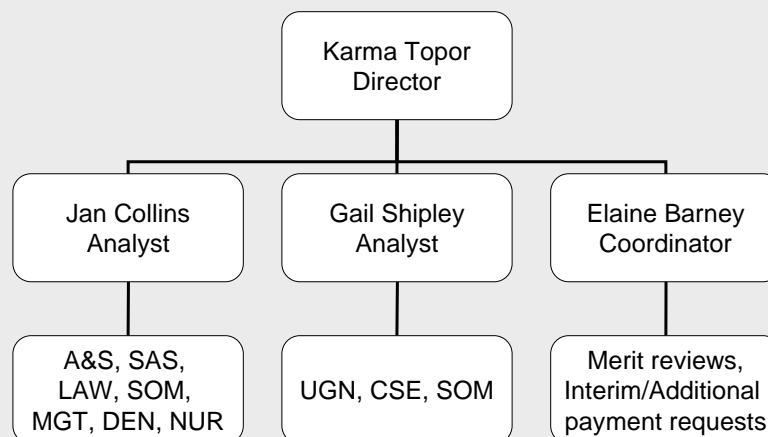 Karma Topor
Director
Jan Collins
Analyst
Gail Shipley
Analyst
Elaine Barney
Coordinator
A&S, SAS,
LAW, SOM,
MGT, DEN, NUR
UGN, CSE, SOM
Merit reviews,
Interim/Additional
payment requests